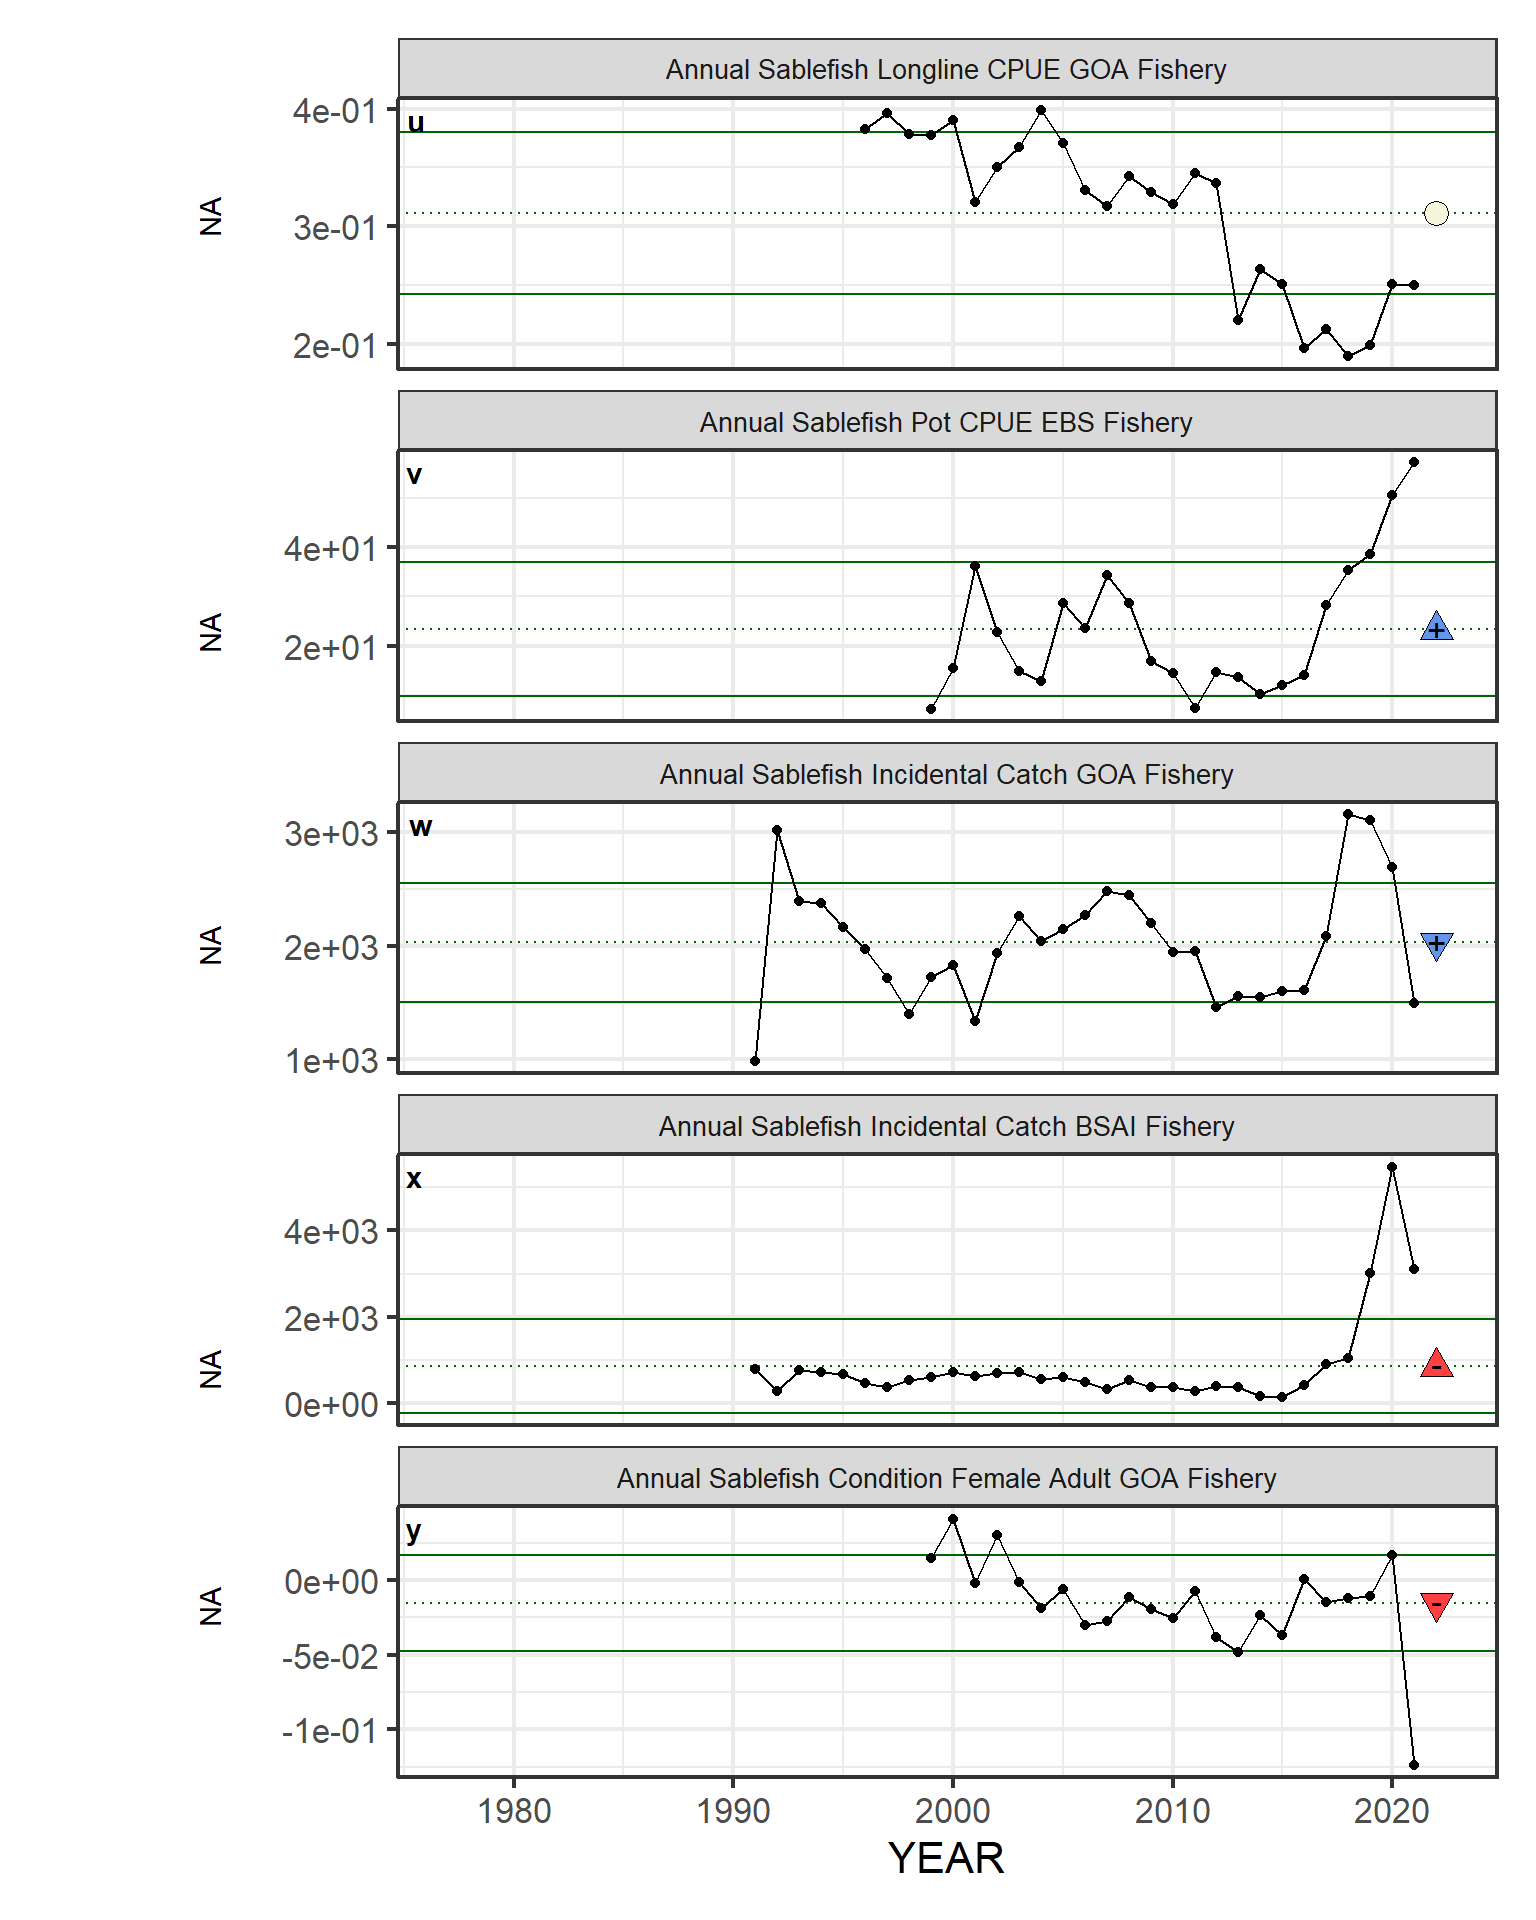 Annual Sablefish Longline CPUE GOA Fishery
u
4e-01
3e-01
2e-01
NA
Annual Sablefish Pot CPUE EBS Fishery
v
4e+01
2e+01
NA
+
Annual Sablefish Incidental Catch GOA Fishery
w
3e+03
2e+03
1e+03
NA
+
Annual Sablefish Incidental Catch BSAI Fishery
x
4e+03
2e+03
0e+00
NA
-
Annual Sablefish Condition Female Adult GOA Fishery
y
0e+00
-5e-02
-1e-01
NA
-
1980 1990 2000 2010 2020
YEAR